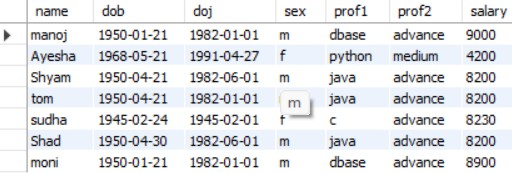 name dob doj sex prof1 prof2 salary
manoj 1950-01-21 1982-01-01 m dbase advance 9000
Ayesha 1968-05-21 1991-04-27 f python medium 4200
Shyam 1950-04-21 1982-06-01 m java advance 8200
tom 1950-04-21 1982-01-01 m java advance 8200
sudha 1945-02-24 1945-02-01 f c advance 8230
Shad 1950-04-30 1982-06-01 m java advance 8200
moni 1950-01-21 1982-01-01 m dbase advance 8900